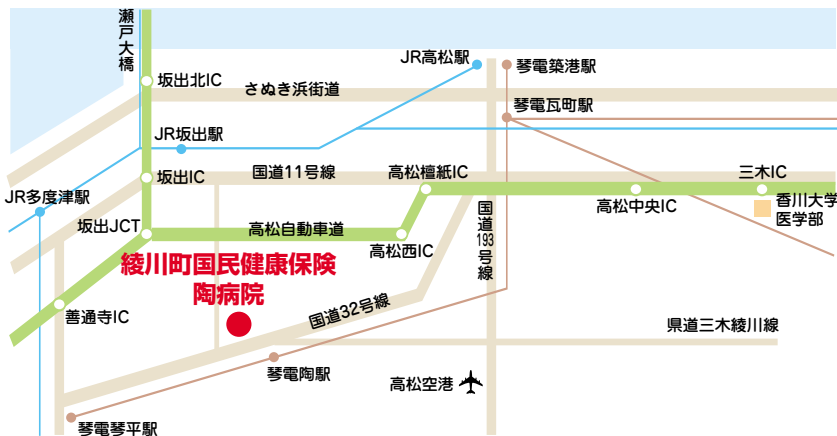 瀬戸大橋
JR高松駅
琴電築港駅
坂出北IC
さぬき浜街道
琴電瓦町駅
JR坂出駅
国道11号線
高松檀紙IC
三木IC
坂出IC
JR多度津駅
香川大学
医学部
高松中央IC
国道193号線
坂出JCT
高松自動車道
高松西IC
綾川町国民健康保険
陶病院
善通寺IC
国道32号線
県道三木綾川線
琴電陶駅
高松空港
琴電琴平駅